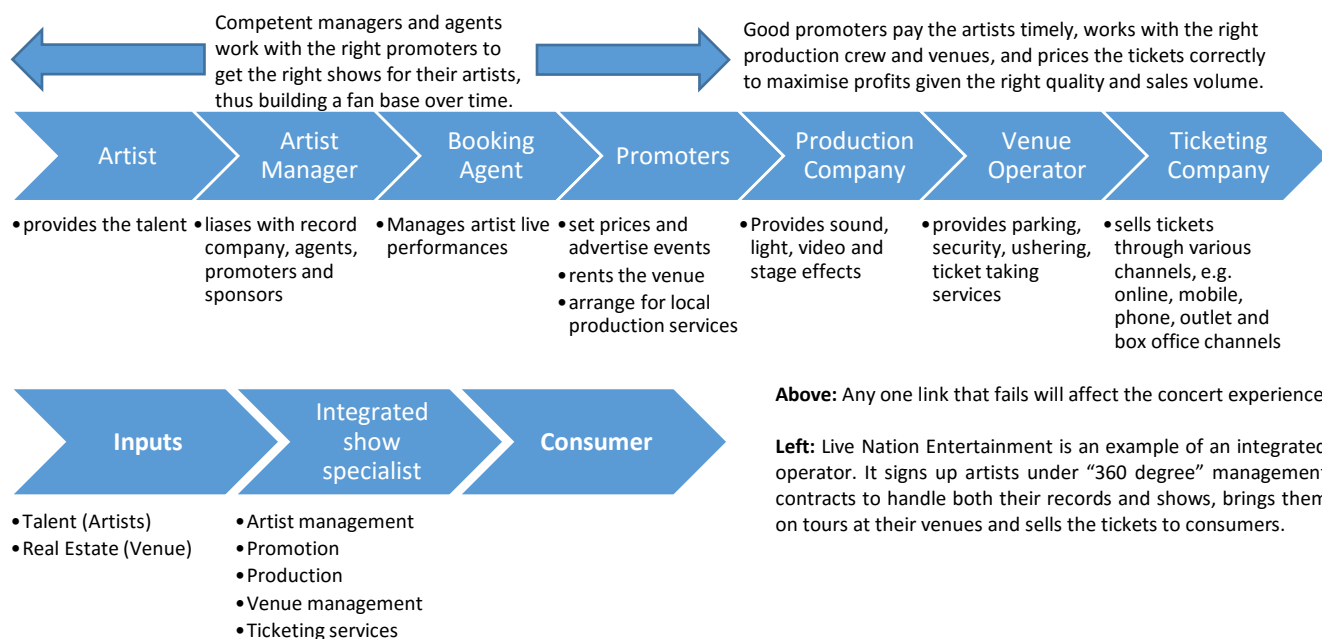 Competent managers and agents
work with the right promoters to
get the right shows for their artists,
thus building a fan base over time.
Good promoters pay the artists timely, works with the right
production crew and venues, and prices the tickets correctly
to maximise profits given the right quality and sales volume.
Artist
Artist
Manager
Booking
Agent
Promoters
Production
Company
Venue
Operator
Ticketing
Company
•provides the talent
•liases with record
company, agents,
promoters and
sponsors
•Manages artist live
performances
•set prices and
advertise events
•rents the venue
•arrange for local
production services
•Provides sound,
light, video and
stage effects
•provides parking,
security, ushering,
ticket taking
services
•sells tickets
through various
channels, e.g.
online, mobile,
phone, outlet and
box office channels
Inputs
Integrated
show
specialist
Consumer
•Talent (Artists)
•Real Estate (Venue)
•Artist management
•Promotion
•Production
•Venue management
•Ticketing services
Above: Any one link that fails will affect the concert experience
Left: Live Nation Entertainment is an example of an integrated
operator. It signs up artists under “360 degree” management
contracts to handle both their records and shows, brings them
on tours at their venues and sells the tickets to consumers.